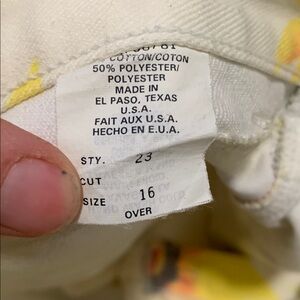 COTTON/COTON
50% POLYESTER/
POLYESTER
MADE IN
EL PASO, TEXAS
U.S.A.
FAIT AUX U.S.A.
HECHO EN E.U.A.
STY. 23
CUT
SIZE 16
OVER